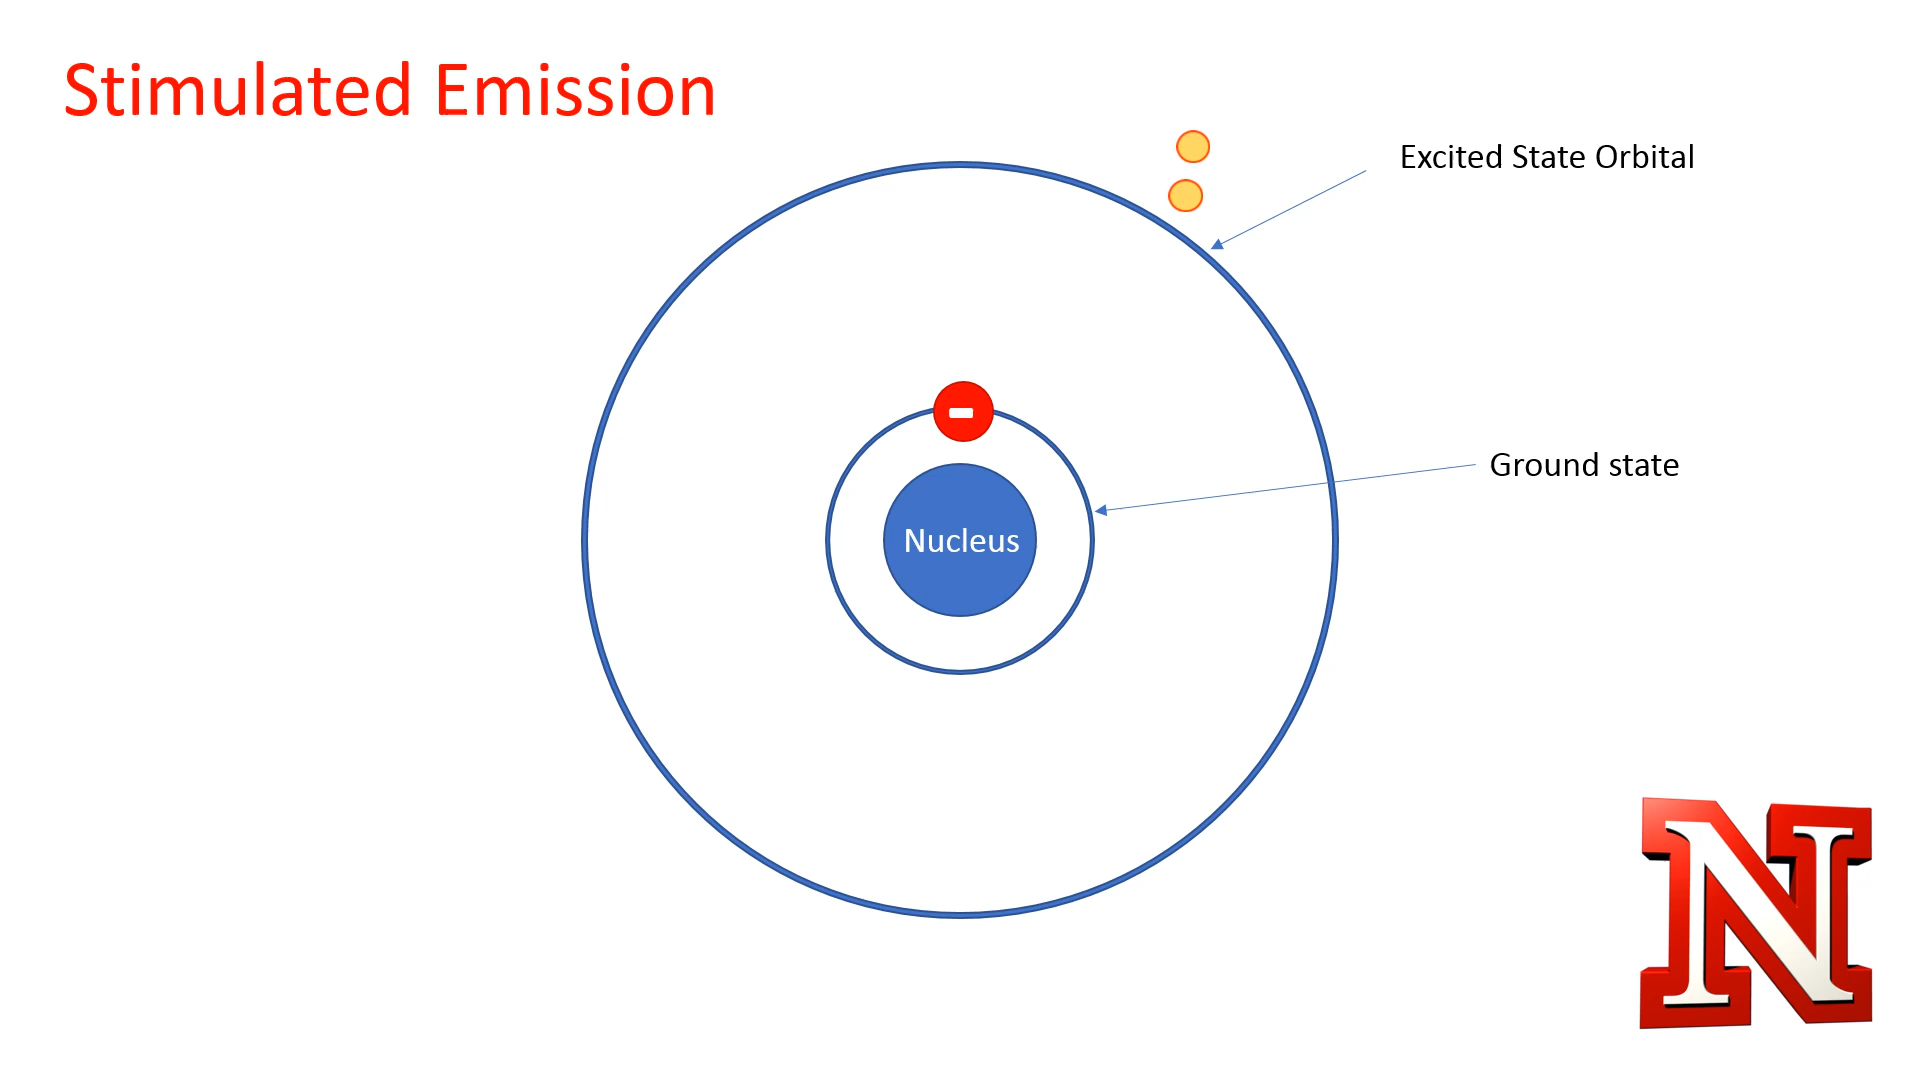 Stimulated Emission
Excited State Orbital
Ground state
-
Nucleus
N